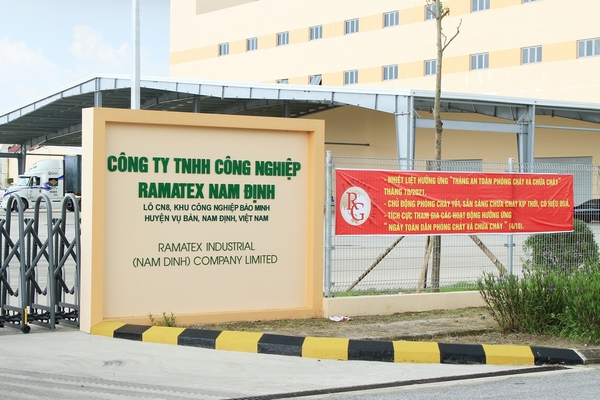 CÔNG TY TNHH CÔNG NGHIỆP
RAMATEX NAM ĐỊNH
LÔ CN8, KHU CÔNG NGHIỆP BẢO MINH
HUYỆN VỤ BẢN, NAM ĐỊNH, VIỆT NAM
RAMATEX INDUSTRIAL
(NAM DINH) COMPANY LIMITED
RG
NHIỆT LIỆT HƯỞNG ỨNG "THÁNG AN TOÀN PHÒNG CHÁY VÀ CHỮA CHÁY"
THÁNG 10/2021.
- CHỦ ĐỘNG PHÒNG CHÁY TỐT, SẴN SÀNG CHỮA CHÁY KỊP THỜI, CÓ HIỆU QUẢ.
- TÍCH CỰC THAM GIA CÁC HOẠT ĐỘNG HƯỞNG ỨNG
" NGÀY TOÀN DÂN PHÒNG CHÁY VÀ CHỮA CHÁY " (4/10).